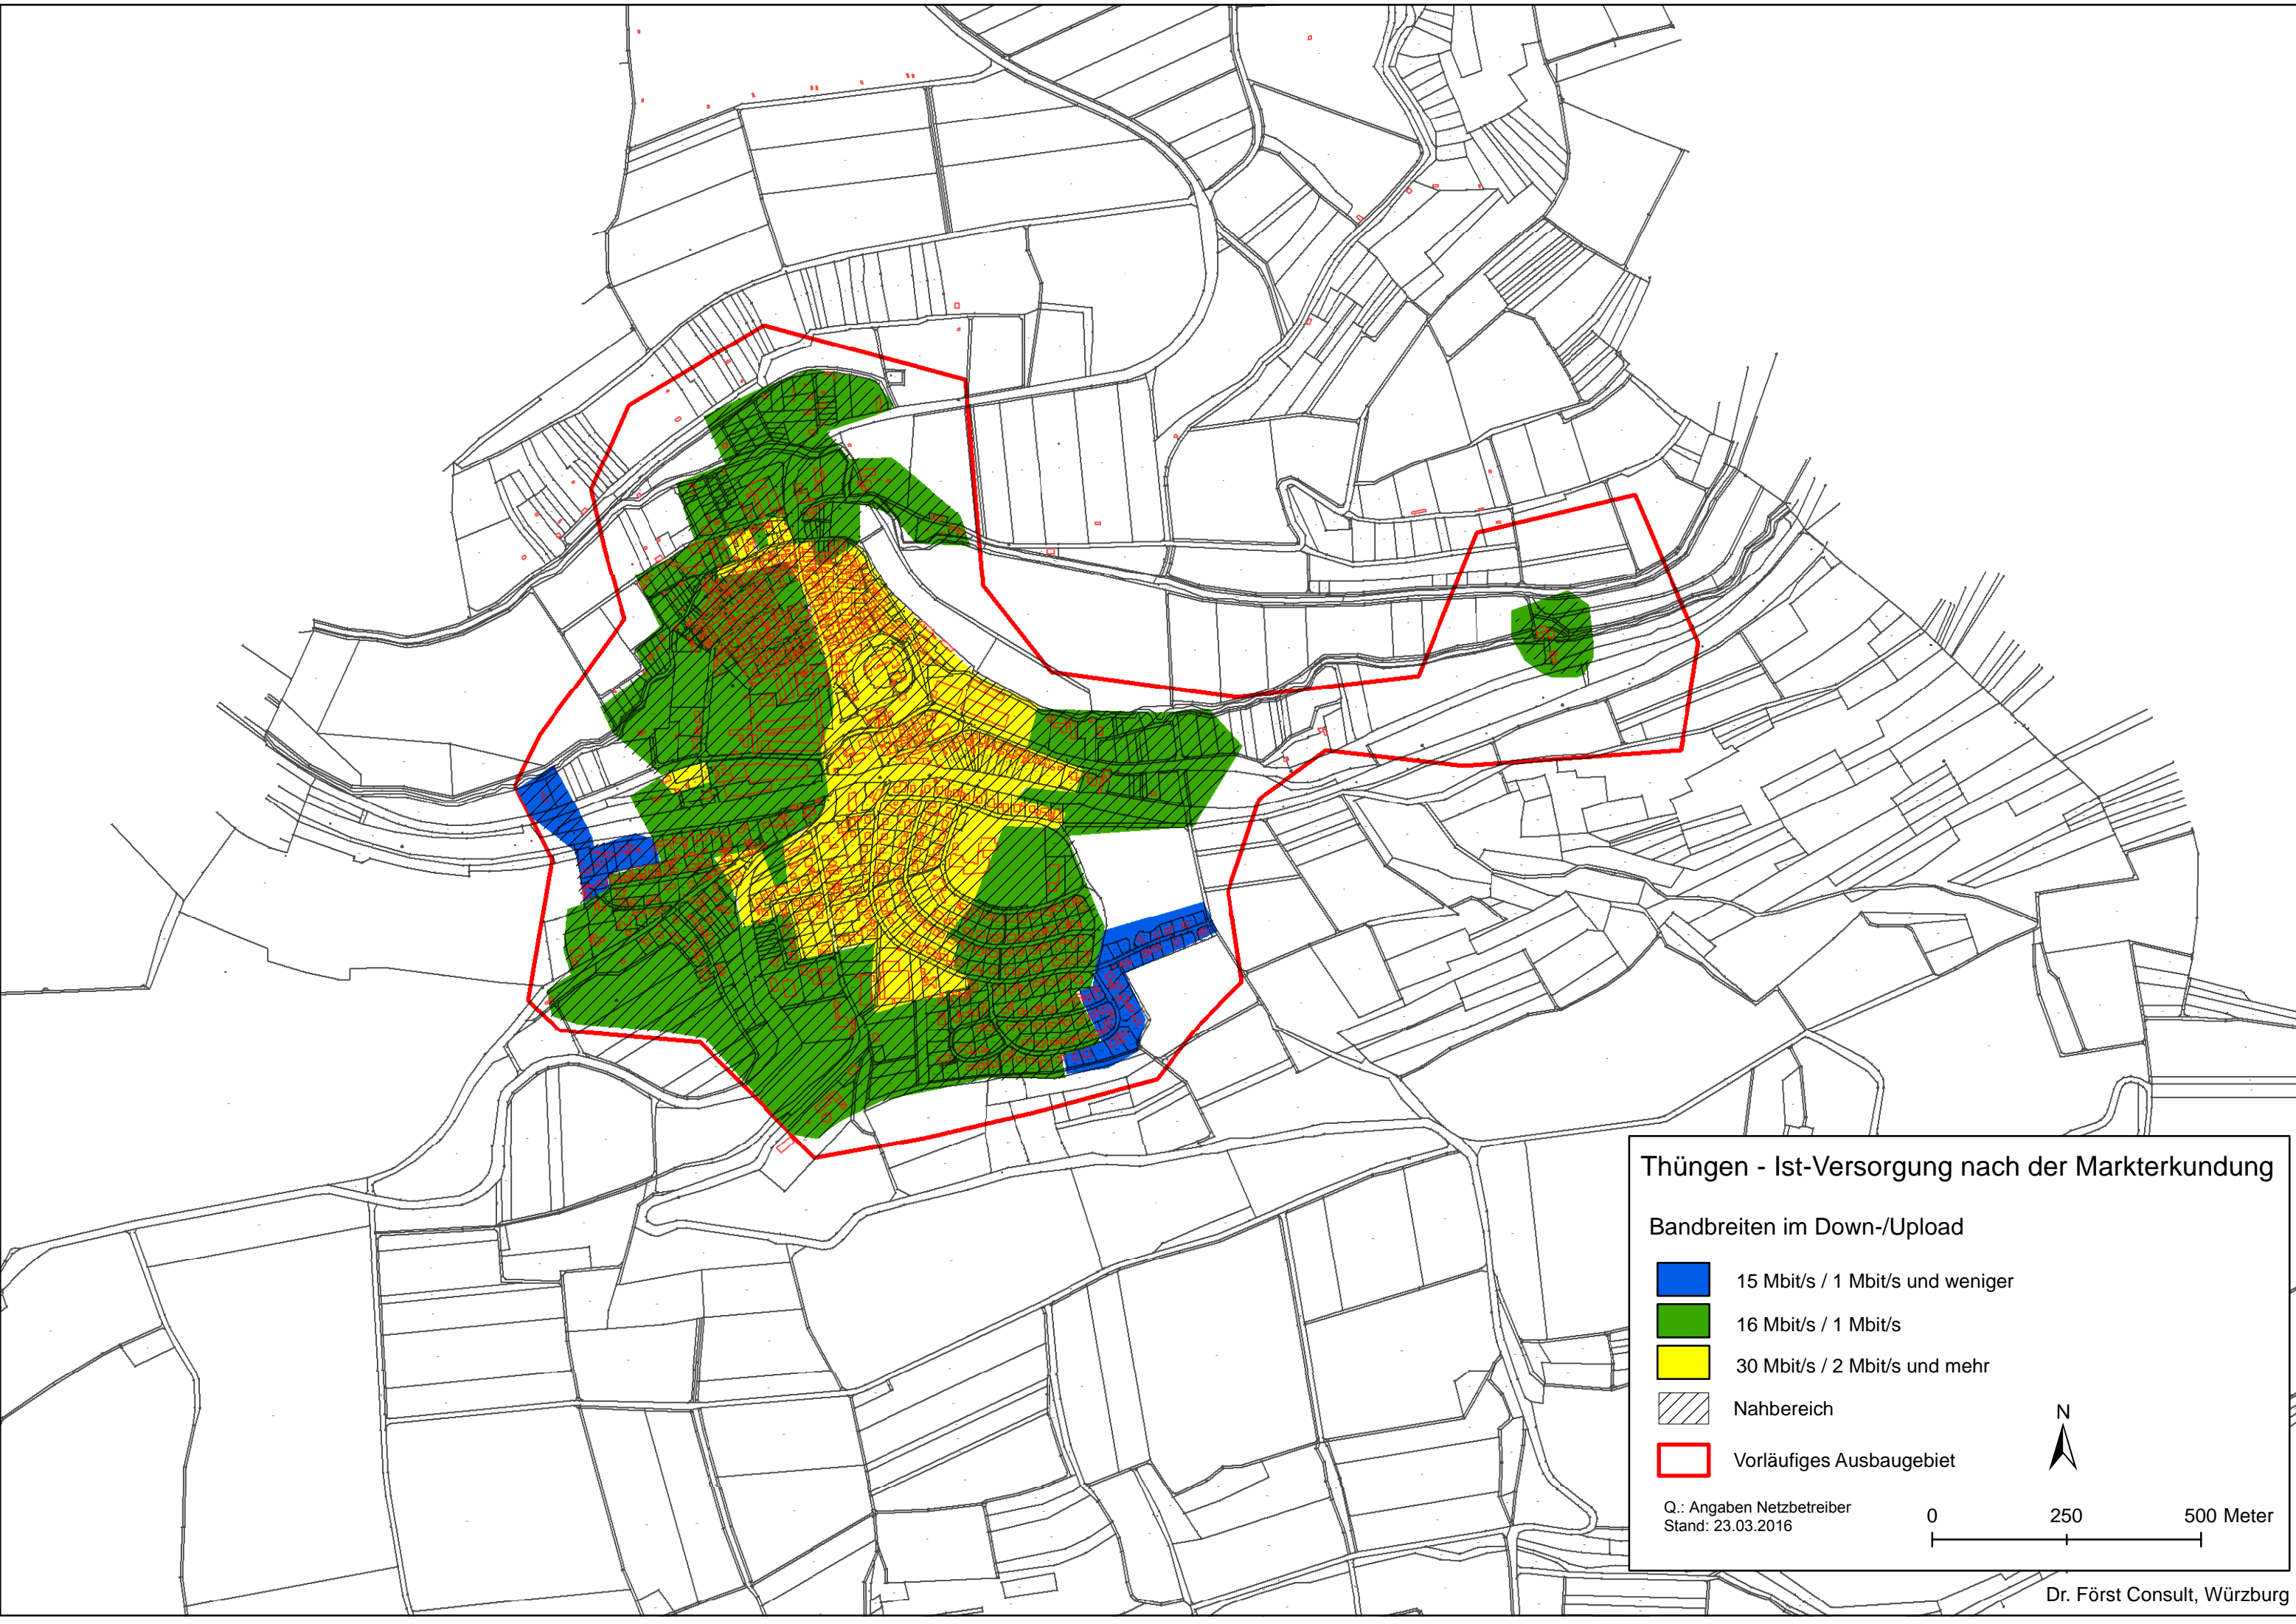 Thüngen - Ist-Versorgung nach der Markterkundung
Bandbreiten im Down-/Upload
15 Mbit/s / 1 Mbit/s und weniger
16 Mbit/s / 1 Mbit/s
30 Mbit/s / 2 Mbit/s und mehr
Nahbereich
N
Vorläufiges Ausbaugebiet
Q.: Angaben Netzbetreiber
Stand: 23.03.2016
0 250 500 Meter
Dr. Först Consult, Würzburg